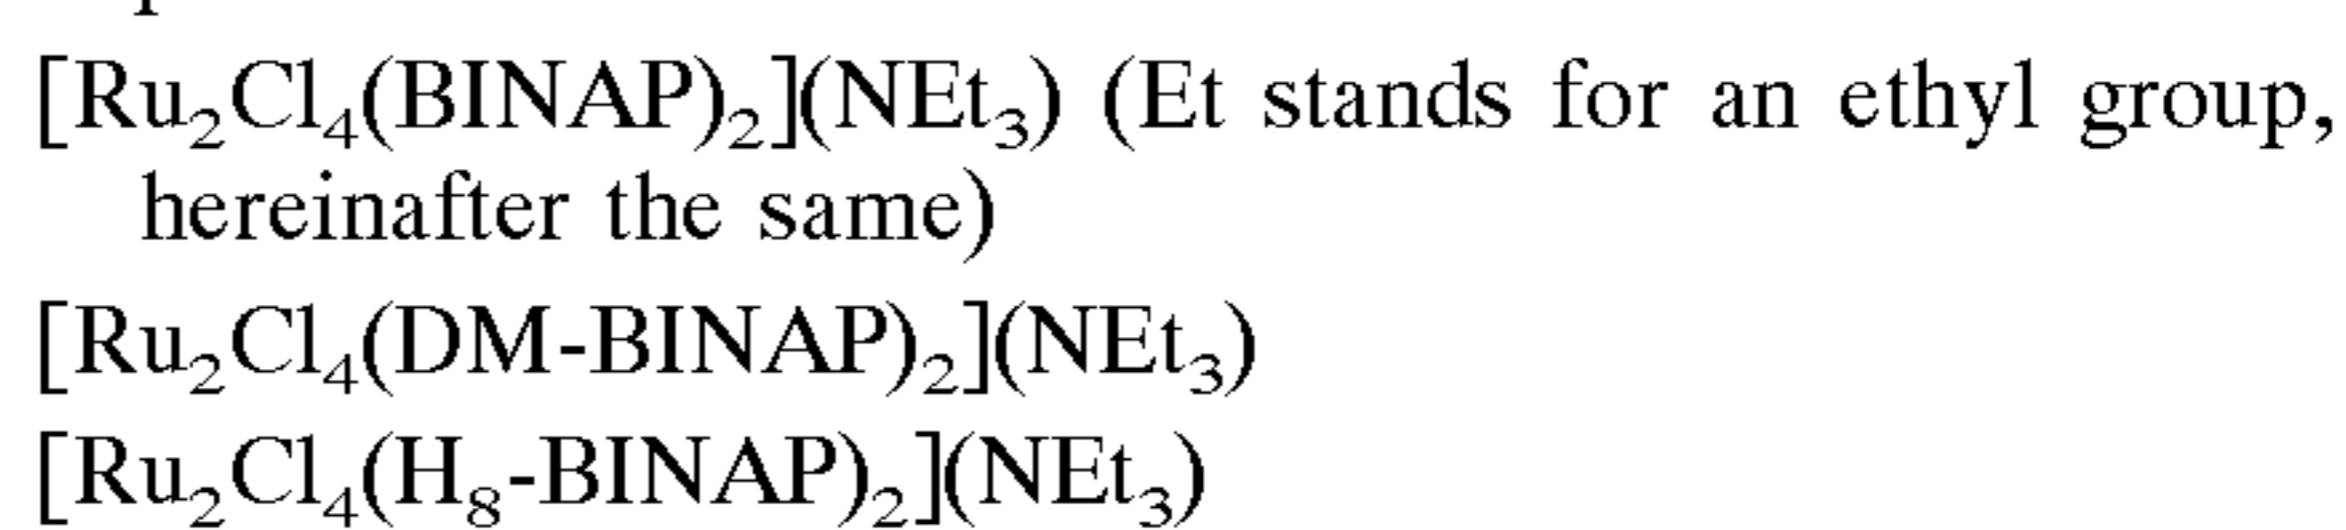 [Ru₂Cl₄(BINAP)₂](NEt₃) (Et stands for an ethyl group,
hereinafter the same)
[Ru₂Cl₄(DM-BINAP)₂](NEt₃)
[Ru₂Cl₄(H₈-BINAP)₂](NEt₃)